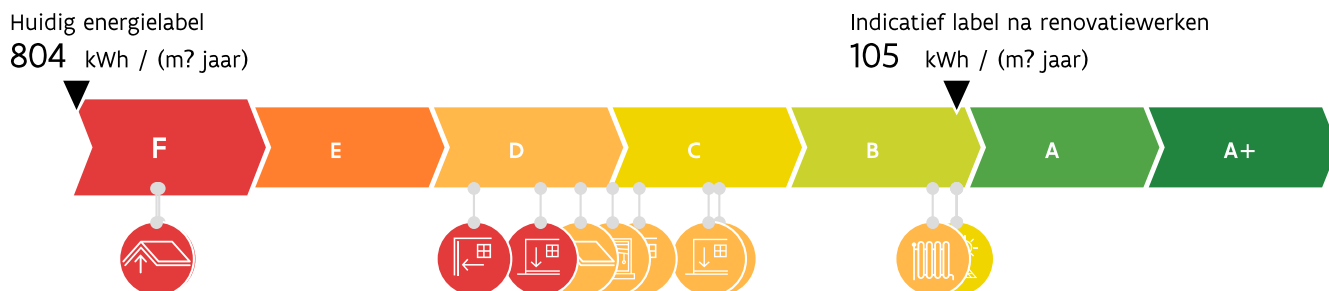 Huidig energielabel
804 kWh / (m? jaar)
Indicatief label na renovatiewerken
105 kWh / (m? jaar)
F
E
D
C
B
A
A+